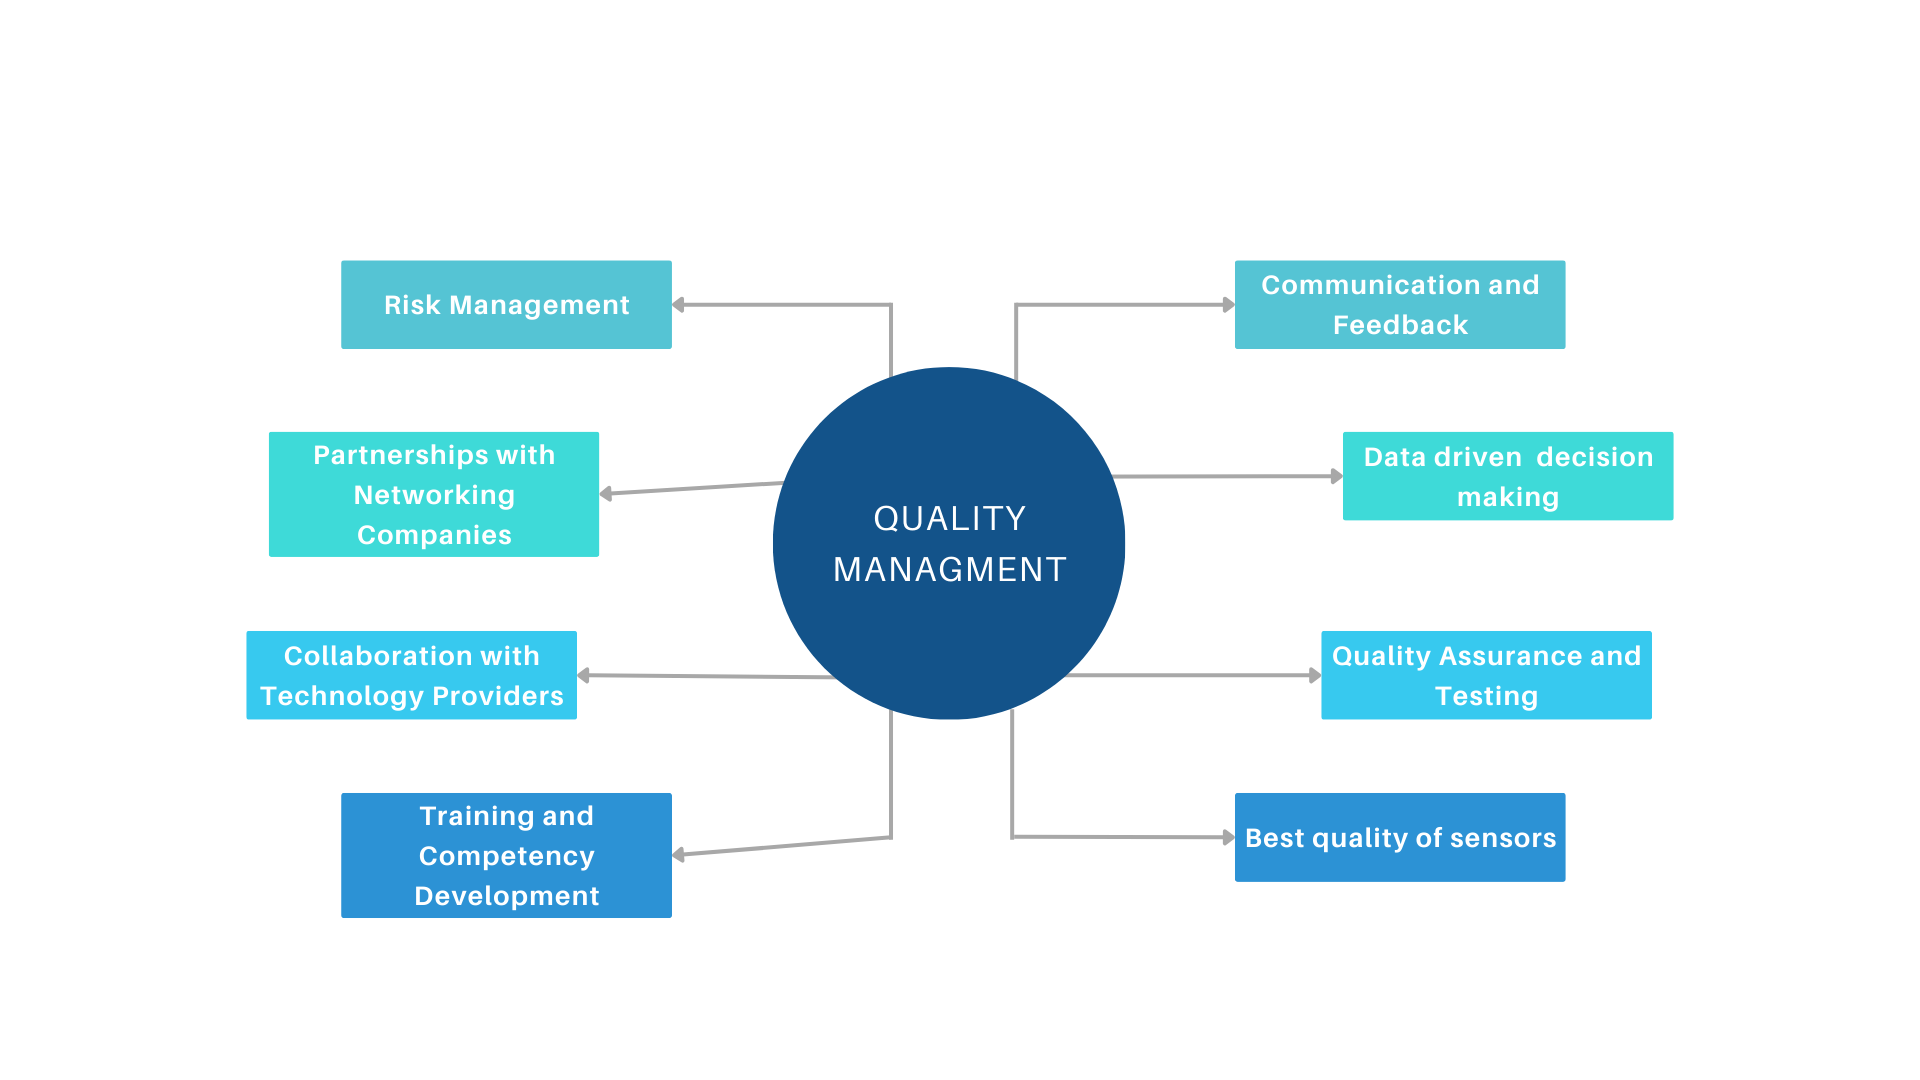 Risk Management
Communication and
Feedback
Partnerships with
Networking
Companies
Data driven  decision
making
QUALITY
MANAGMENT
Collaboration with
Technology Providers
Quality Assurance and
Testing
Training and
Competency
Development
Best quality of sensors